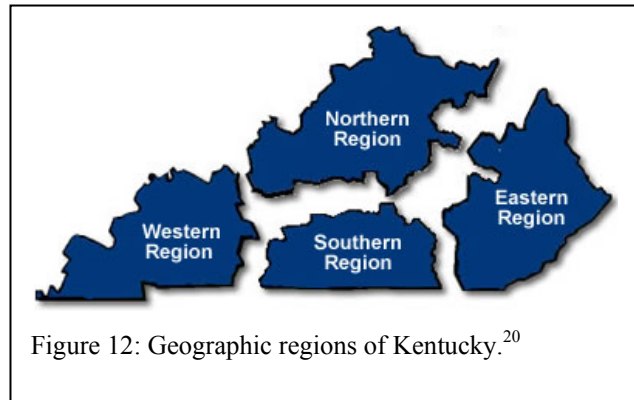 Northern
Region
Eastern
Region
Western
Region
Southern
Region
Figure 12: Geographic regions of Kentucky.20